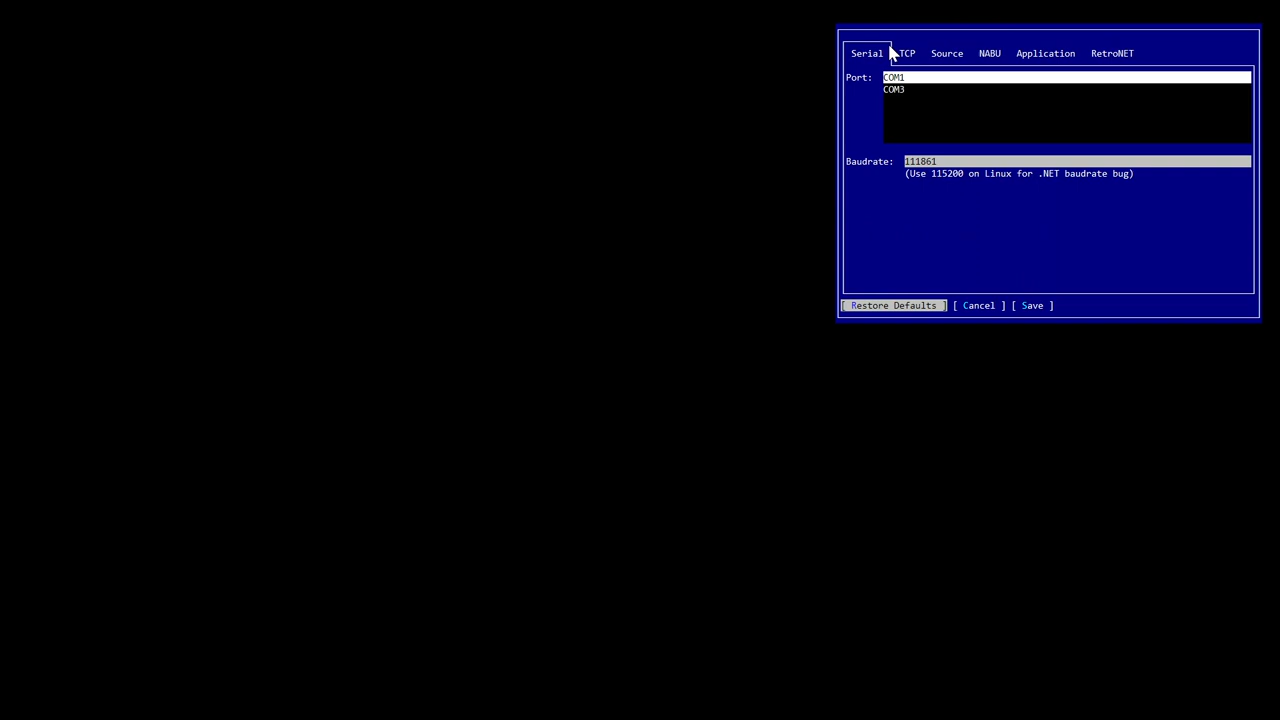 Serial TCP Source NABU Application RetroNET
Port: COM1
COM3
Baudrate: 111861
(Use 115200 on Linux for .NET baudrate bug)
[ Restore Defaults ] [ Cancel ] [ Save ]